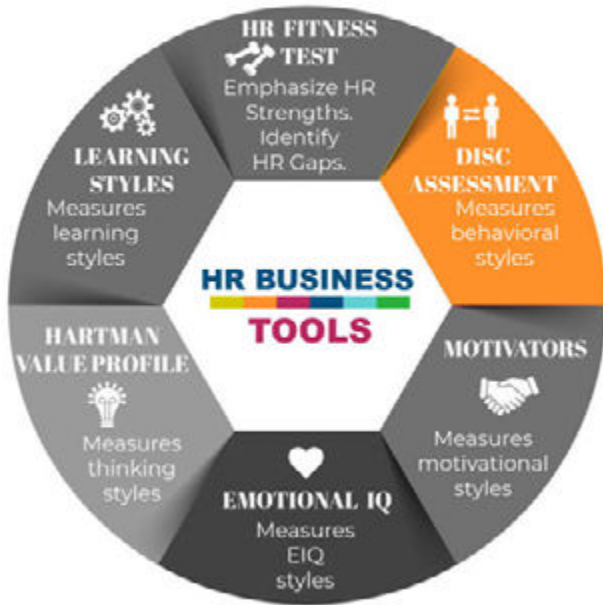 HR FITNESS
TEST
Emphasize HR
Strengths.
Identify
HR Gaps.
DISC
ASSESSMENT
Measures
behavioral
styles
MOTIVATORS
Measures
motivational
styles
EMOTIONAL IQ
Measures
EIQ
styles
HARTMAN
VALUE PROFILE
Measures
thinking
styles
LEARNING
STYLES
Measures
learning
styles
HR BUSINESS
TOOLS